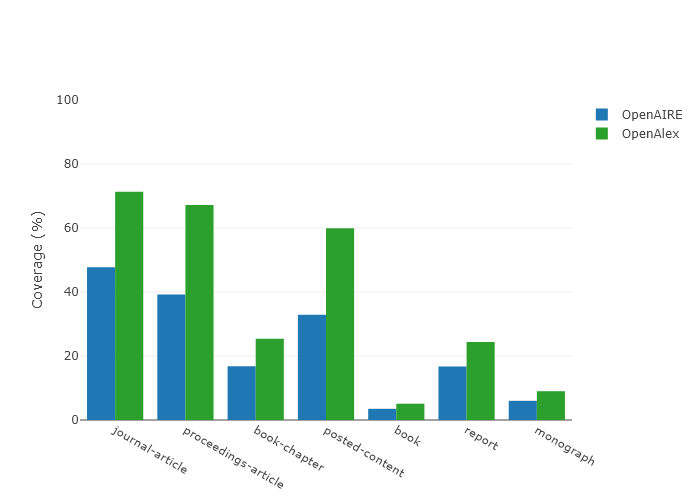 100
80
60
40
20
0
Coverage (%)
journal-article
proceedings-article
book-chapter
posted-content
book
report
monograph
OpenAIRE
OpenAlex